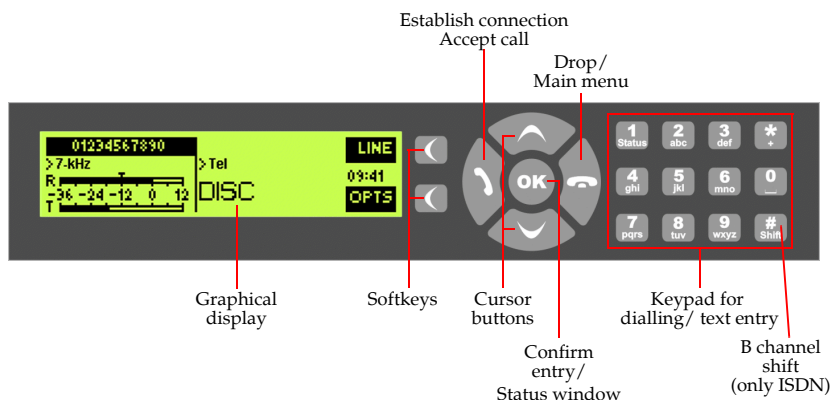 Establish connection
Accept call
Drop/
Main menu
01234567890
>7-kHz
R
-36 -24 -12 0 12
T
>Tel
DISC
LINE
09:41
OPTS
OK
1 2 3 *
Status abc def +
4 5 6 0
ghi jkl mno
7 8 9 #
pqrs tuv wxyz Shift
Graphical
display
Softkeys
Cursor
buttons
Keypad for
dialling/ text entry
Confirm
entry/
Status window
B channel
shift
(only ISDN)